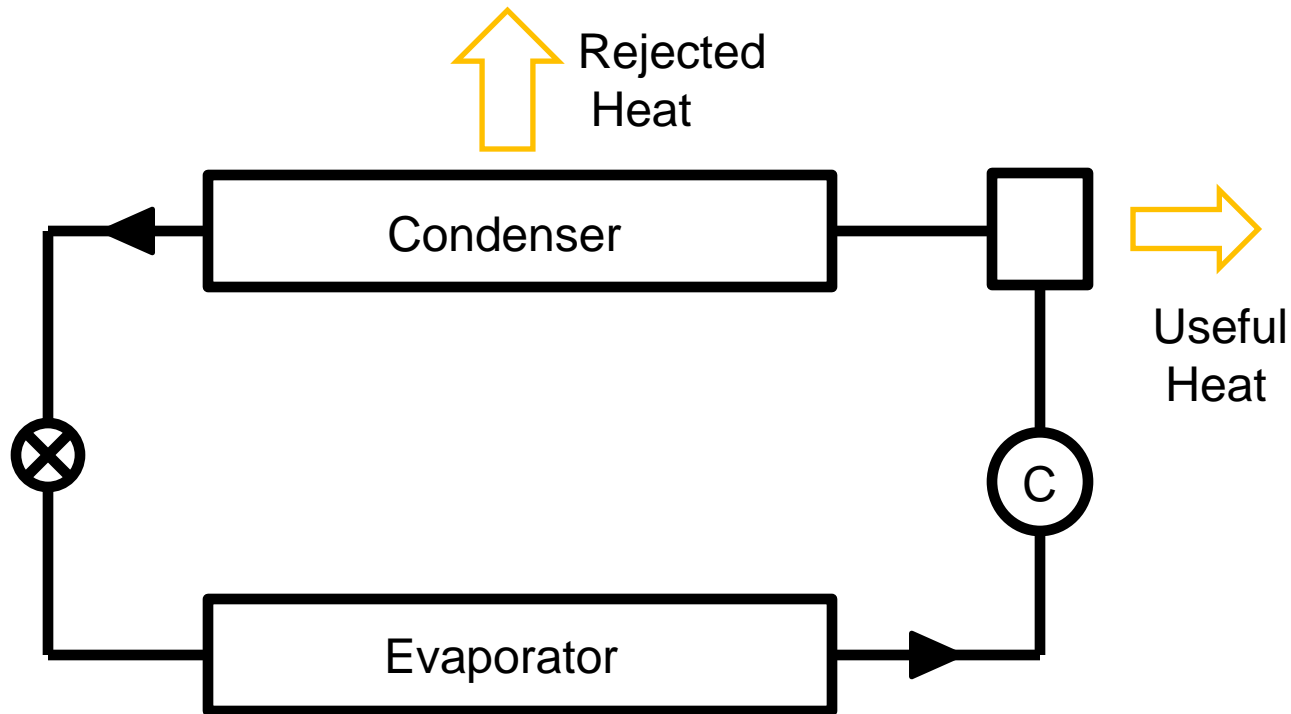 Rejected
Heat
Condenser
Useful
Heat
C
Evaporator